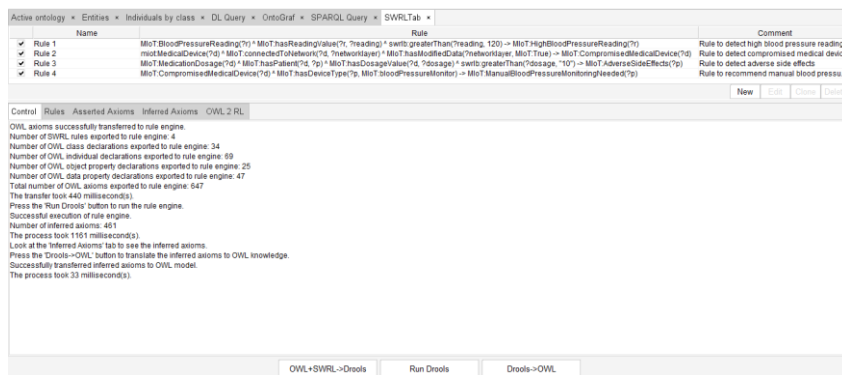 Active ontology × Entities × Individuals by class × DL Query × OntoGraf × SPARQL Query × SWRLTab ×
Name Rule Comment
Rule 1 MIoT:BloodPressureReading(?r) ^ MIoT:hasReadingValue(?r, ?reading) ^ swrlb:greaterThan(?reading, 120) -> MIoT:HighBloodPressureReading(?r) Rule to detect high blood pressure reading
Rule 2 miot:MedicalDevice(?d) ^ MIoT:connectedToNetwork(?d, ?networklayer) ^ MIoT:hasModifiedData(?networklayer, MIoT:True) -> MIoT:CompromisedMedicalDevice(?d) Rule to detect compromised medical devic
Rule 3 MIoT:MedicationDosage(?d) ^ MIoT:hasPatient(?d, ?p) ^ MIoT:hasDosageValue(?d, ?dosage) ^ swrlb:greaterThan(?dosage, "10") -> MIoT:AdverseSideEffects(?p) Rule to detect adverse side effects
Rule 4 MIoT:CompromisedMedicalDevice(?d) ^ MIoT:hasDeviceType(?p, MIoT:bloodPressureMonitor) -> MIoT:ManualBloodPressureMonitoringNeeded(?p) Rule to recommend manual blood pressu
New Edit Clone Delet
Control Rules Asserted Axioms Inferred Axioms OWL 2 RL
OWL axioms successfully transferred to rule engine.
Number of SWRL rules exported to rule engine: 4
Number of OWL class declarations exported to rule engine: 34
Number of OWL individual declarations exported to rule engine: 69
Number of OWL object property declarations exported to rule engine: 25
Number of OWL data property declarations exported to rule engine: 47
Total number of OWL axioms exported to rule engine: 647
The transfer took 440 millisecond(s).
Press the 'Run Drools' button to run the rule engine.
Successful execution of rule engine.
Number of inferred axioms: 461
The process took 1161 millisecond(s).
Look at the 'Inferred Axioms' tab to see the inferred axioms.
Press the 'Drools->OWL' button to translate the inferred axioms to OWL knowledge.
Successfully transferred inferred axioms to OWL model.
The process took 33 millisecond(s).
OWL+SWRL->Drools Run Drools Drools->OWL